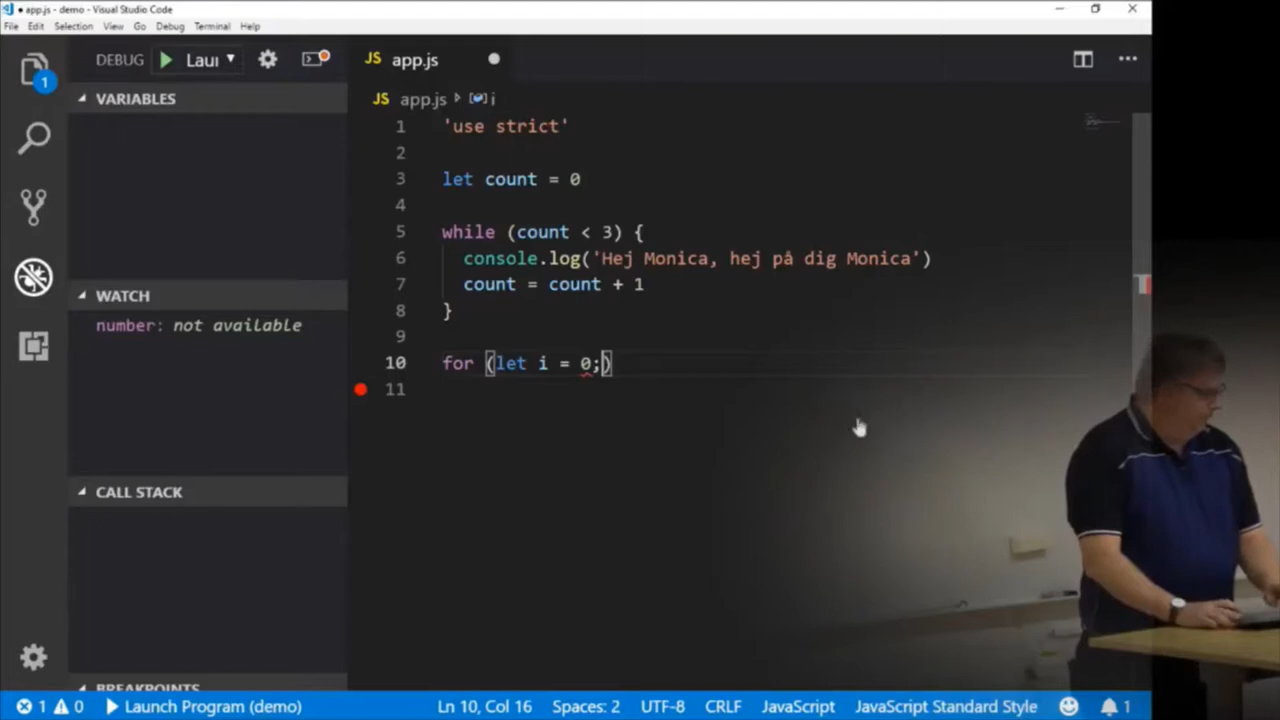 ● app.js - demo - Visual Studio Code
File Edit Selection View Go Debug Terminal Help
1
DEBUG Laui
VARIABLES
WATCH
number: not available
CALL STACK
BREAKPOINTS
JS app.js
JS app.js i
1 'use strict'
2
3 let count = 0
4
5 while (count < 3) {
6 console.log('Hej Monica, hej på dig Monica')
7 count = count + 1
8 }
9
10 for (let i = 0;)
11
1 0 Launch Program (demo) Ln 10, Col 16 Spaces: 2 UTF-8 CRLF JavaScript JavaScript Standard Style 1